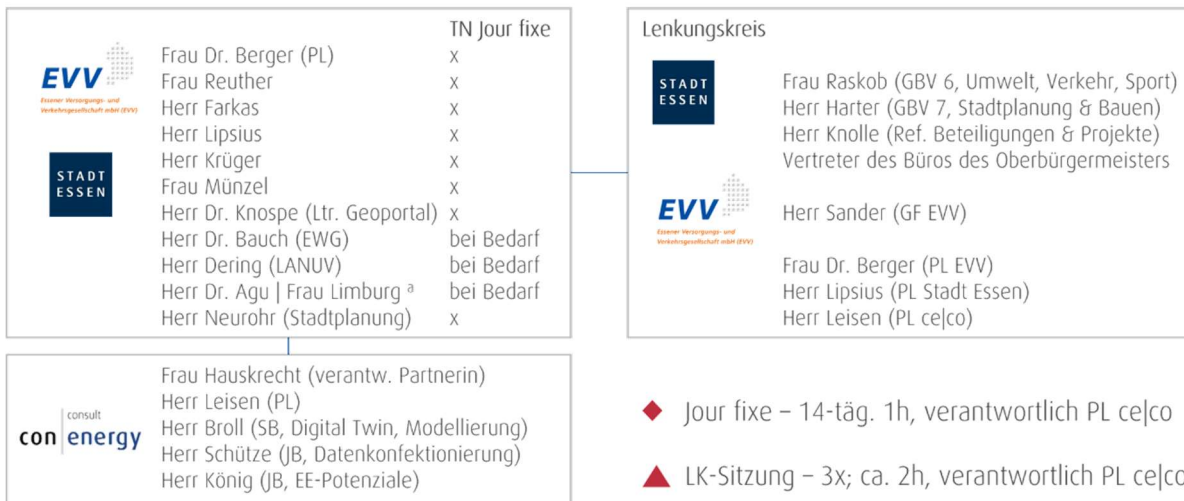 TN Jour fixe
EVV
Essener Versorgungs- und
Verkehrsgesellschaft mbH (EVV)
STADT
ESSEN
Frau Dr. Berger (PL) x
Frau Reuther x
Herr Farkas x
Herr Lipsius x
Herr Krüger x
Frau Münzel x
Herr Dr. Knospe (Ltr. Geoportal) x
Herr Dr. Bauch (EWG) bei Bedarf
Herr Dering (LANUV) bei Bedarf
Herr Dr. Agu | Frau Limburg a bei Bedarf
Herr Neurohr (Stadtplanung) x
con|energy
consult
Frau Hauskrecht (verantw. Partnerin)
Herr Leisen (PL)
Herr Broll (SB, Digital Twin, Modellierung)
Herr Schütze (JB, Datenkonfektionierung)
Herr König (JB, EE-Potenziale)
Lenkungskreis
STADT
ESSEN
Frau Raskob (GBV 6, Umwelt, Verkehr, Sport)
Herr Harter (GBV 7, Stadtplanung & Bauen)
Herr Knolle (Ref. Beteiligungen & Projekte)
Vertreter des Büros des Oberbürgermeisters
EVV
Essener Versorgungs- und
Verkehrsgesellschaft mbH (EVV)
Herr Sander (GF EVV)
Frau Dr. Berger (PL EVV)
Herr Lipsius (PL Stadt Essen)
Herr Leisen (PL ce|co)
Jour fixe – 14-täg. 1h, verantwortlich PL ce|co
LK-Sitzung – 3x; ca. 2h, verantwortlich PL ce|co